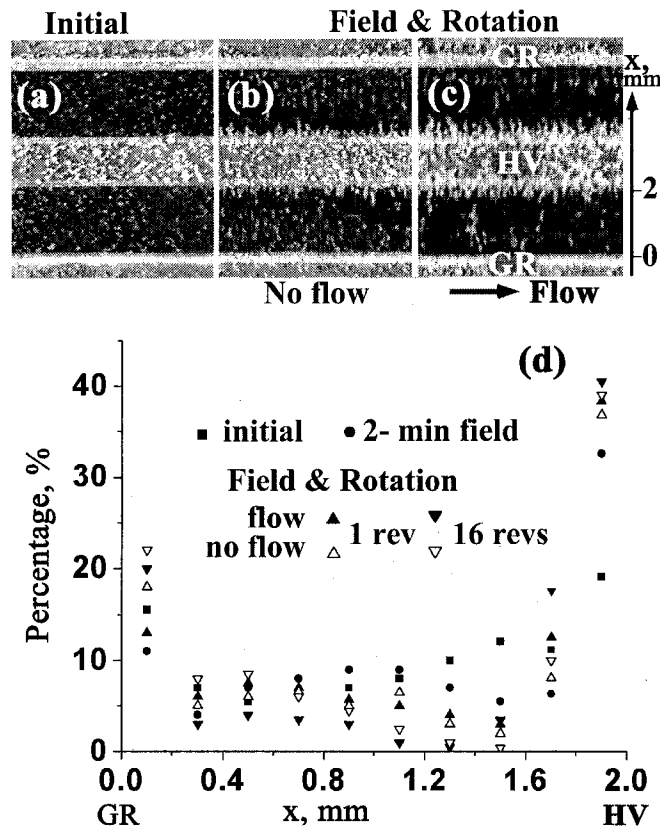 Initial
Field & Rotation
(a)
(b)
(c)
GR
x,
mm
HV
2
GR
0
No flow
Flow
(d)
40
30
20
10
0
Percentage, %
initial
2- min field
Field & Rotation
flow
no flow
1 rev
16 revs
0.0 0.4 0.8 1.2 1.6 2.0
GR x, mm HV